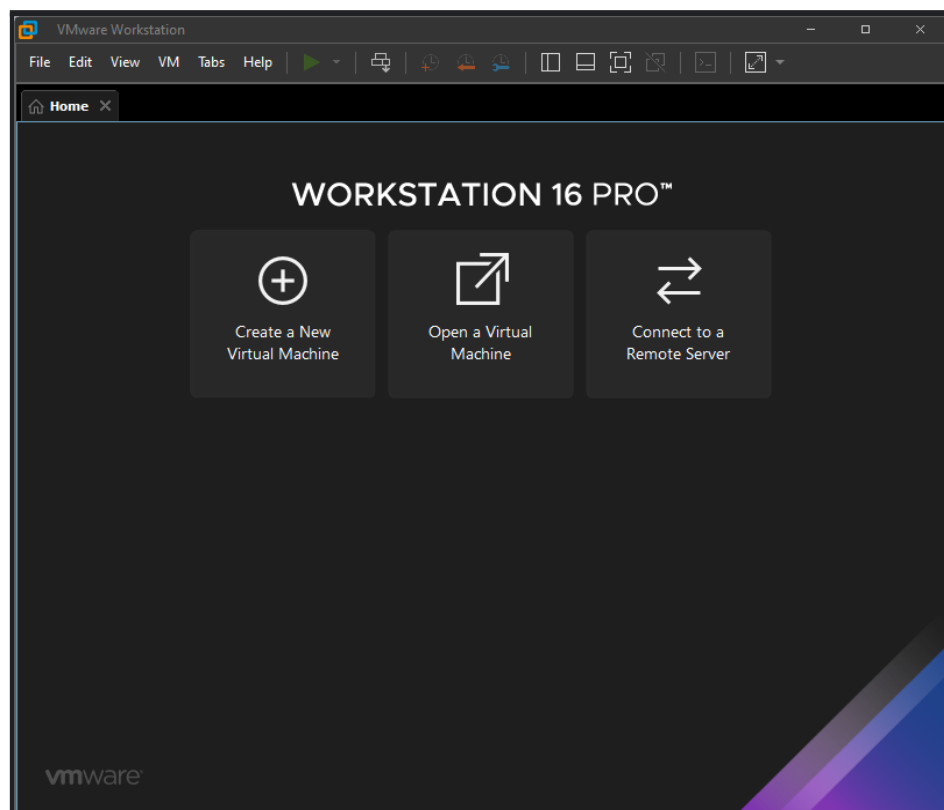 VMware Workstation
File Edit View VM Tabs Help
Home
WORKSTATION 16 PRO™
Create a New
Virtual Machine
Open a Virtual
Machine
Connect to a
Remote Server
vmware